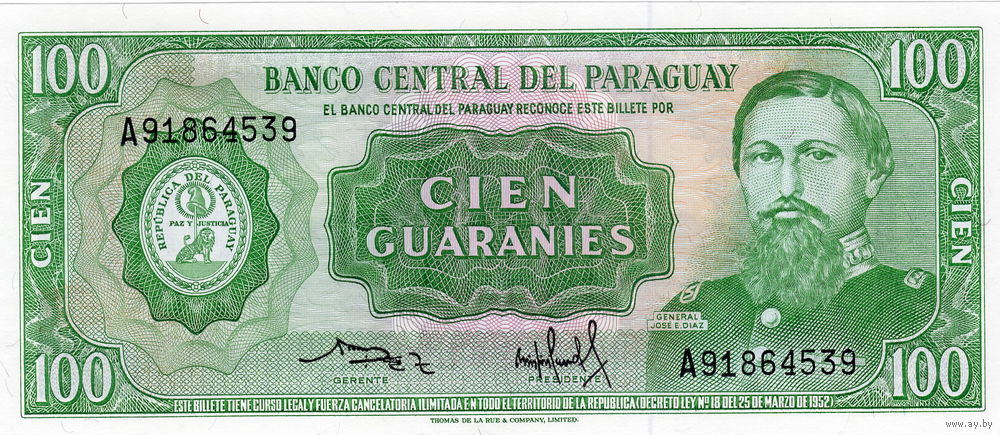 100
100
BANCO CENTRAL DEL PARAGUAY
EL BANCO CENTRAL DEL PARAGUAY RECONOCE ESTE BILLETE POR
A91864539
REPÚBLICA DEL PARAGUAY
PAZ Y JUSTICIA
CIEN
CIEN
GUARANIES
CIEN
GENERAL
JOSE E. DIAZ
GERENTE
PRESIDENTE
A91864539
100
100
ESTE BILLETE TIENE CURSO LEGAL Y FUERZA CANCELATORIA ILIMITADA EN TODO EL TERRITORIO DE LA REPUBLICA (DECRETO LEY Nº 18 DEL 25 DE MARZO DE 1952)
THOMAS DE LA RUE & COMPANY, LIMITED.
www.ay.by